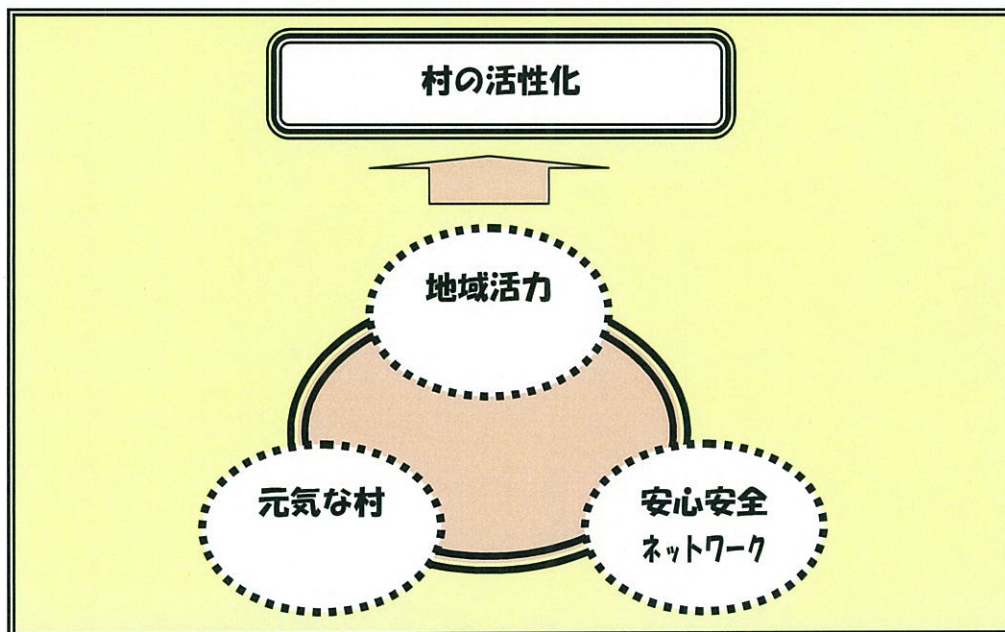 村の活性化
地域活力
元気な村
安心安全
ネットワーク